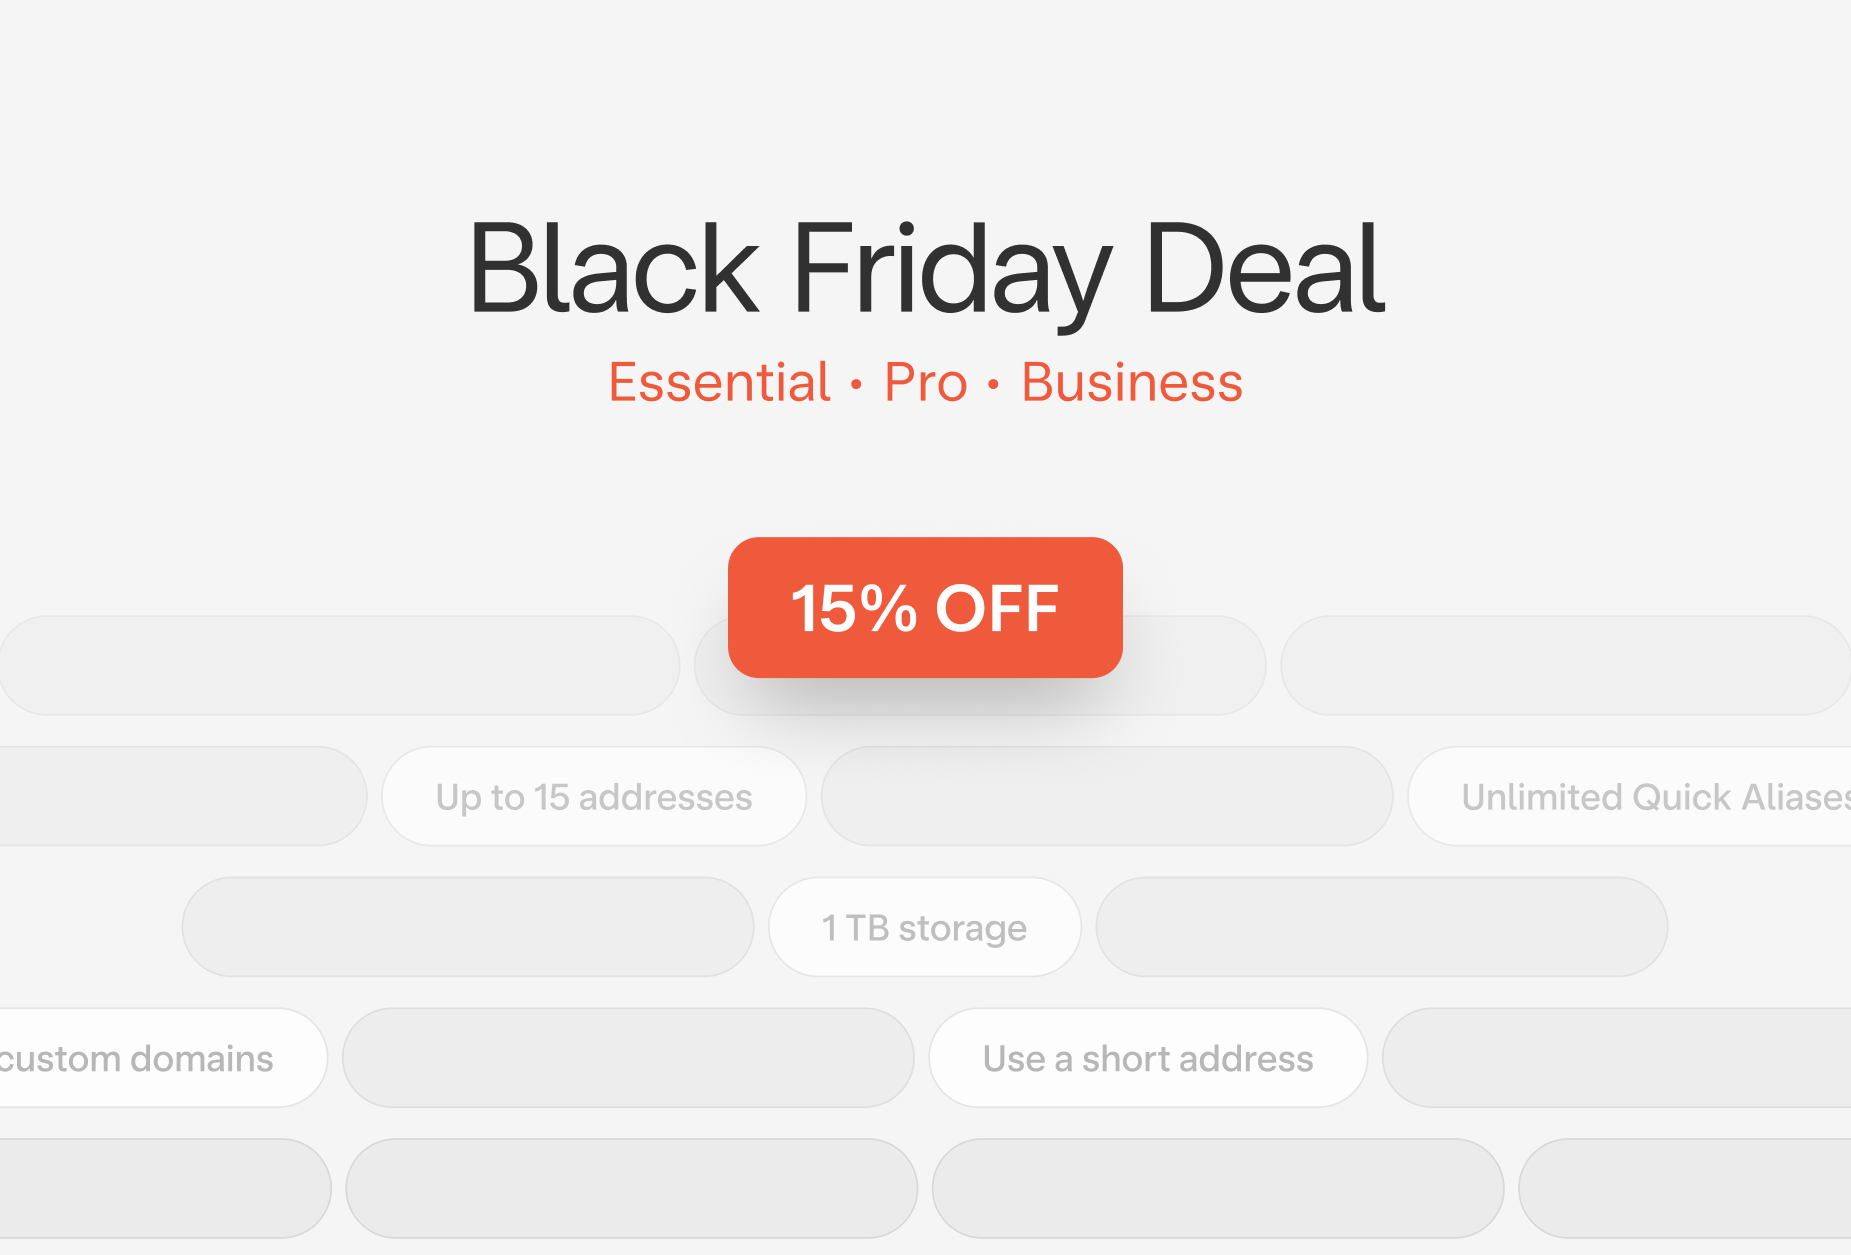 Black Friday Deal
Essential • Pro • Business
15% OFF
Up to 15 addresses
Unlimited Quick Aliases
1 TB storage
custom domains
Use a short address